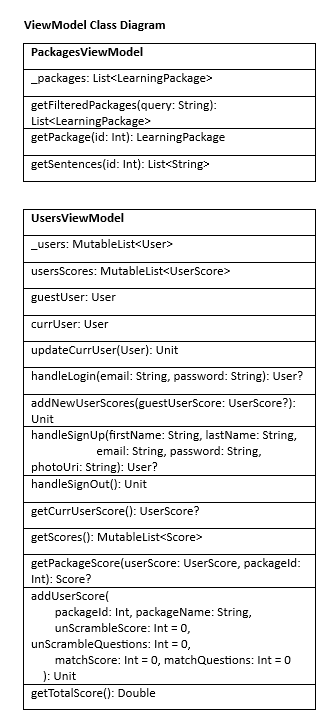 ViewModel Class Diagram
PackagesViewModel
_packages: List<LearningPackage>
getFilteredPackages(query: String):
List<LearningPackage>
getPackage(id: Int): LearningPackage
getSentences(id: Int): List<String>
UsersViewModel
_users: MutableList<User>
usersScores: MutableList<UserScore>
guestUser: User
currUser: User
updateCurrUser(User): Unit
handleLogin(email: String, password: String): User?
addNewUserScores(guestUserScore: UserScore?):
Unit
handleSignUp(firstName: String, lastName: String,
email: String, password: String,
photoUri: String): User?
handleSignOut(): Unit
getCurrUserScore(): UserScore?
getScores(): MutableList<Score>
getPackageScore(userScore: UserScore, packageId:
Int): Score?
addUserScore(
packageId: Int, packageName: String,
unScrambleScore: Int = 0,
unScrambleQuestions: Int = 0,
matchScore: Int = 0, matchQuestions: Int = 0
): Unit
getTotalScore(): Double